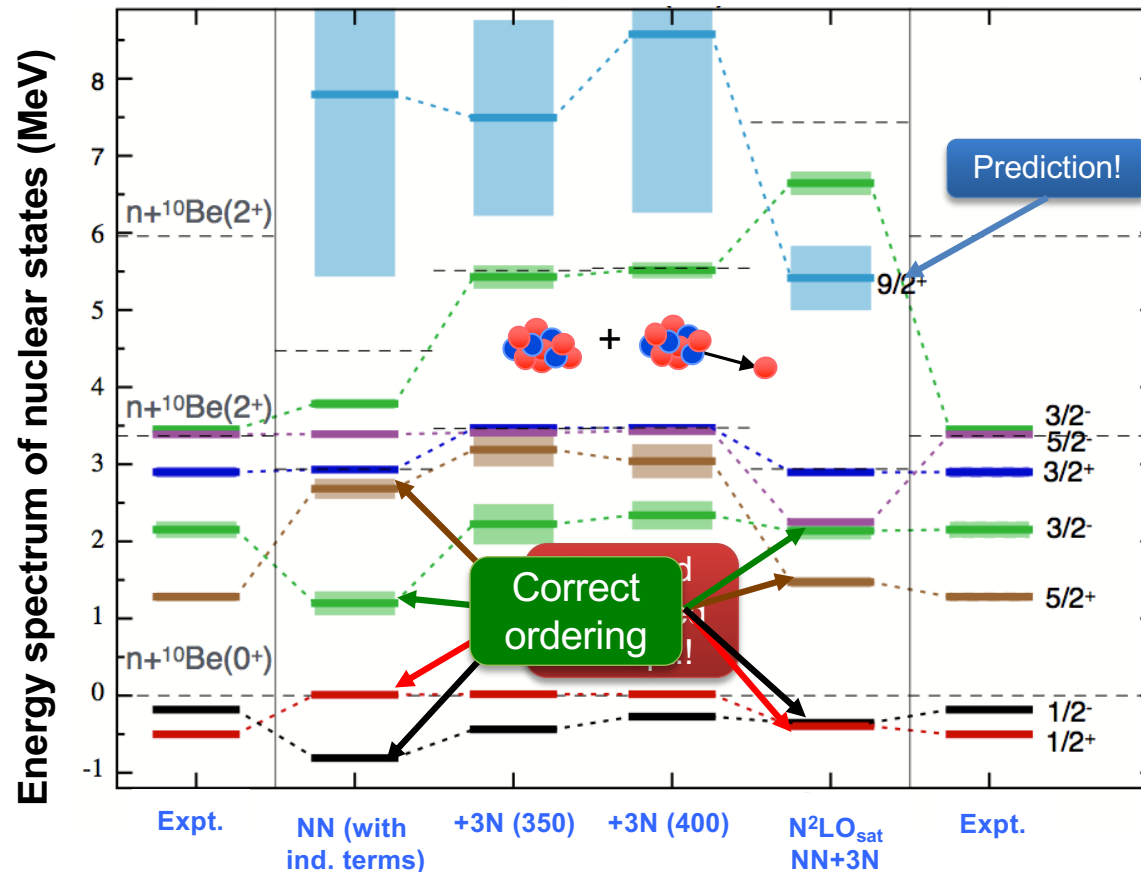 Energy spectrum of nuclear states (MeV)
8
7
6
5
4
3
2
1
0
-1
n+¹⁰Be(2⁺)
n+¹⁰Be(2⁺)
n+¹⁰Be(0⁺)
Prediction!
9/2⁺
+
Correct
ordering
3/2⁻
5/2⁻
3/2⁺
3/2⁻
5/2⁺
1/2⁻
1/2⁺
Expt.
NN (with
ind. terms)
+3N (350)
+3N (400)
N²LOsat
NN+3N
Expt.